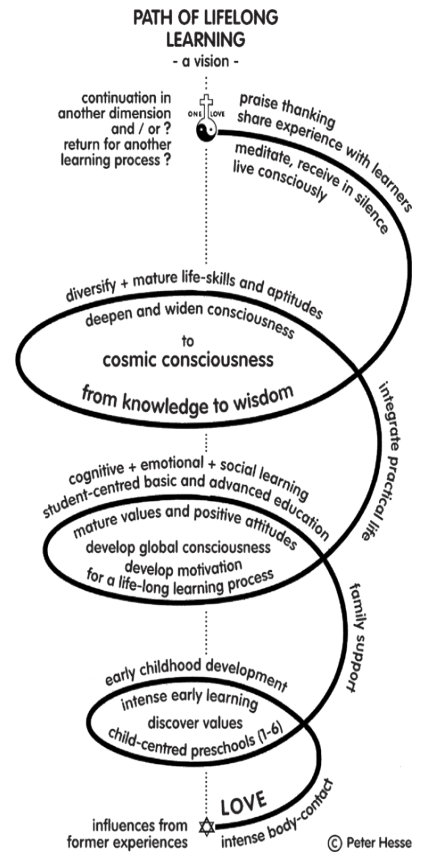 PATH OF LIFELONG
LEARNING
- a vision -
continuation in
another dimension
and / or ?
return for another
learning process ?
ONE LOVE
praise thanking
share experience with learners
meditate, receive in silence
live consciously
diversify + mature life-skills and aptitudes
deepen and widen consciousness
to
cosmic consciousness
from knowledge to wisdom
integrate practical life
cognitive + emotional + social learning
student-centred basic and advanced education
mature values and positive attitudes
develop global consciousness
develop motivation
for a life-long learning process
family support
early childhood development
intense early learning
discover values
child-centred preschools (1-6)
LOVE
intense body-contact
influences from
former experiences
© Peter Hesse